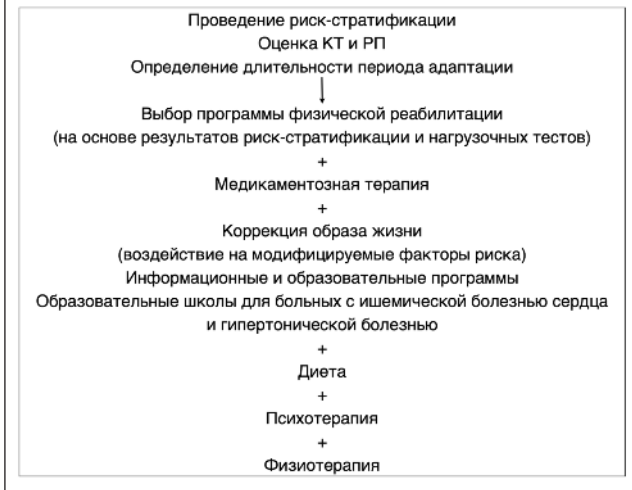 Проведение риск-стратификации
Оценка КТ и РП
Определение длительности периода адаптации
Выбор программы физической реабилитации
(на основе результатов риск-стратификации и нагрузочных тестов)
+
Медикаментозная терапия
+
Коррекция образа жизни
(воздействие на модифицируемые факторы риска)
Информационные и образовательные программы
Образовательные школы для больных с ишемической болезнью сердца
и гипертонической болезнью
+
Диета
+
Психотерапия
+
Физиотерапия